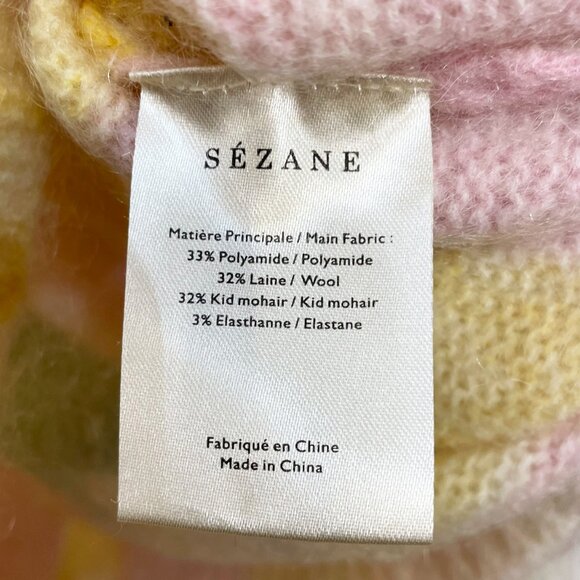 SÉZANE
Matière Principale / Main Fabric :
33% Polyamide / Polyamide
32% Laine / Wool
32% Kid mohair / Kid mohair
3% Elasthanne / Elastane
Fabriqué en Chine
Made in China